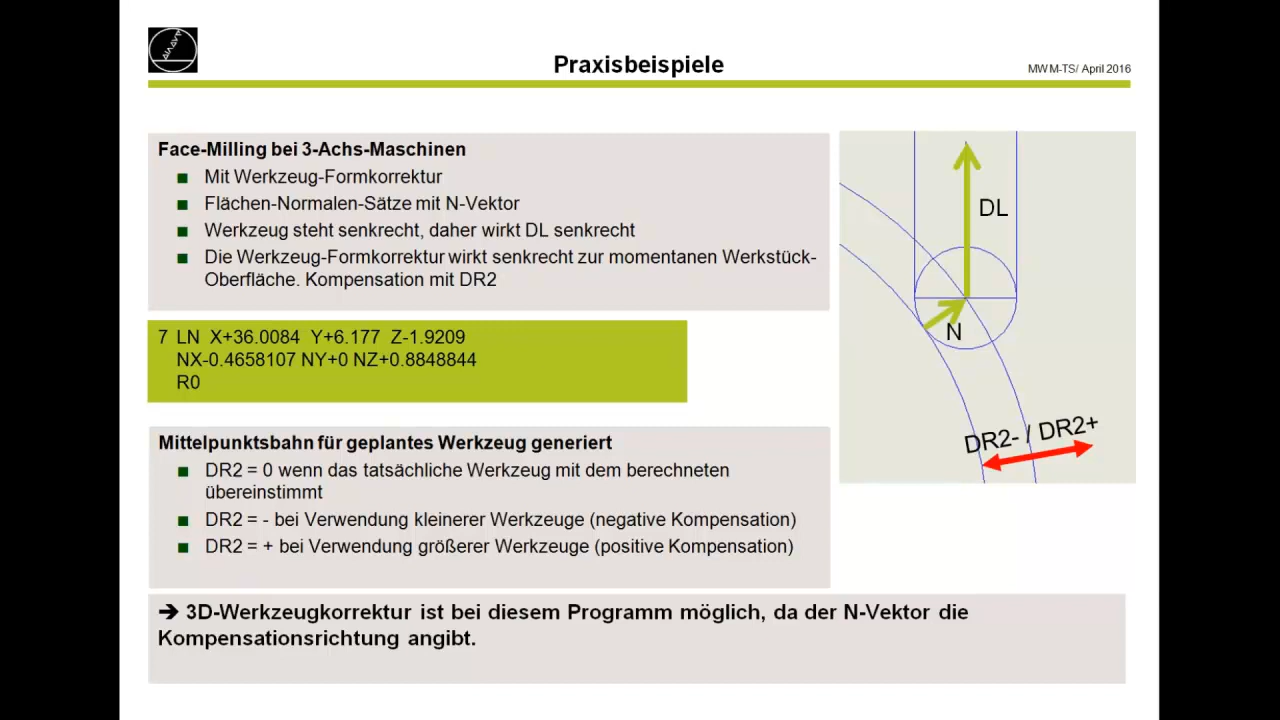 Praxisbeispiele
MWM-TS/ April 2016
Face-Milling bei 3-Achs-Maschinen
Mit Werkzeug-Formkorrektur
Flächen-Normalen-Sätze mit N-Vektor
Werkzeug steht senkrecht, daher wirkt DL senkrecht
Die Werkzeug-Formkorrektur wirkt senkrecht zur momentanen Werkstück-
Oberfläche. Kompensation mit DR2
7 LN X+36.0084 Y+6.177 Z-1.9209
NX-0.4658107 NY+0 NZ+0.8848844
R0
Mittelpunktsbahn für geplantes Werkzeug generiert
DR2 = 0 wenn das tatsächliche Werkzeug mit dem berechneten
übereinstimmt
DR2 = - bei Verwendung kleinerer Werkzeuge (negative Kompensation)
DR2 = + bei Verwendung größerer Werkzeuge (positive Kompensation)
➔ 3D-Werkzeugkorrektur ist bei diesem Programm möglich, da der N-Vektor die
Kompensationsrichtung angibt.
DL
N
DR2- / DR2+